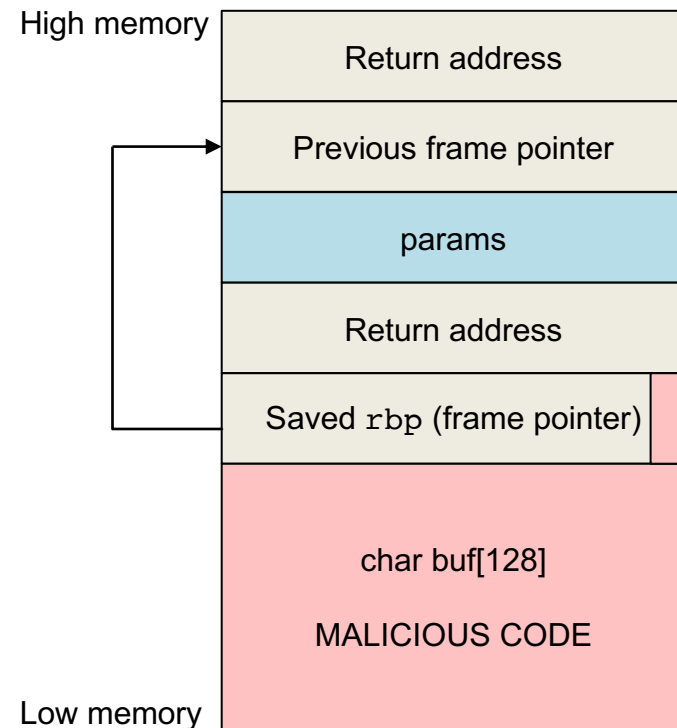 High memory
Return address
Previous frame pointer
params
Return address
Saved rbp (frame pointer)
char buf[128]
MALICIOUS CODE
Low memory